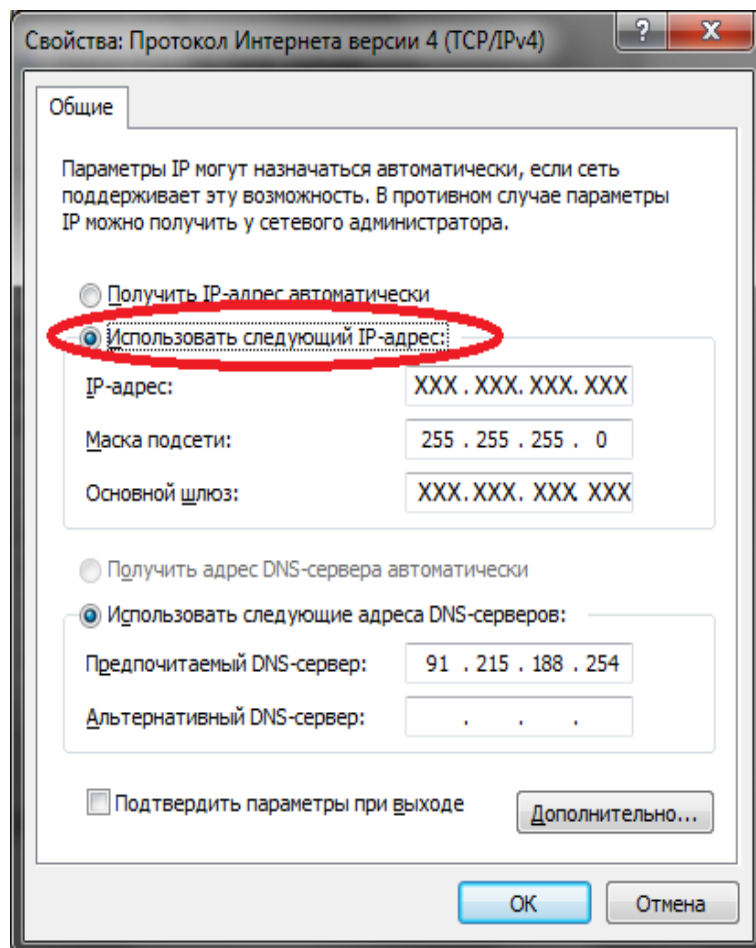 Свойства: Протокол Интернета версии 4 (TCP/IPv4)
?
X
Общие
Параметры IP могут назначаться автоматически, если сеть
поддерживает эту возможность. В противном случае параметры
IP можно получить у сетевого администратора.
Получить IP-адрес автоматически
Использовать следующий IP-адрес:
IP-адрес: XXX . XXX. XXX. XXX
Маска подсети: 255 . 255 . 255 . 0
Основной шлюз: XXX. XXX. XXX XXX
Получить адрес DNS-сервера автоматически
Использовать следующие адреса DNS-серверов:
Предпочитаемый DNS-сервер: 91 . 215 . 188 . 254
Альтернативный DNS-сервер: . . .
Подтвердить параметры при выходе
Дополнительно...
ОК Отмена